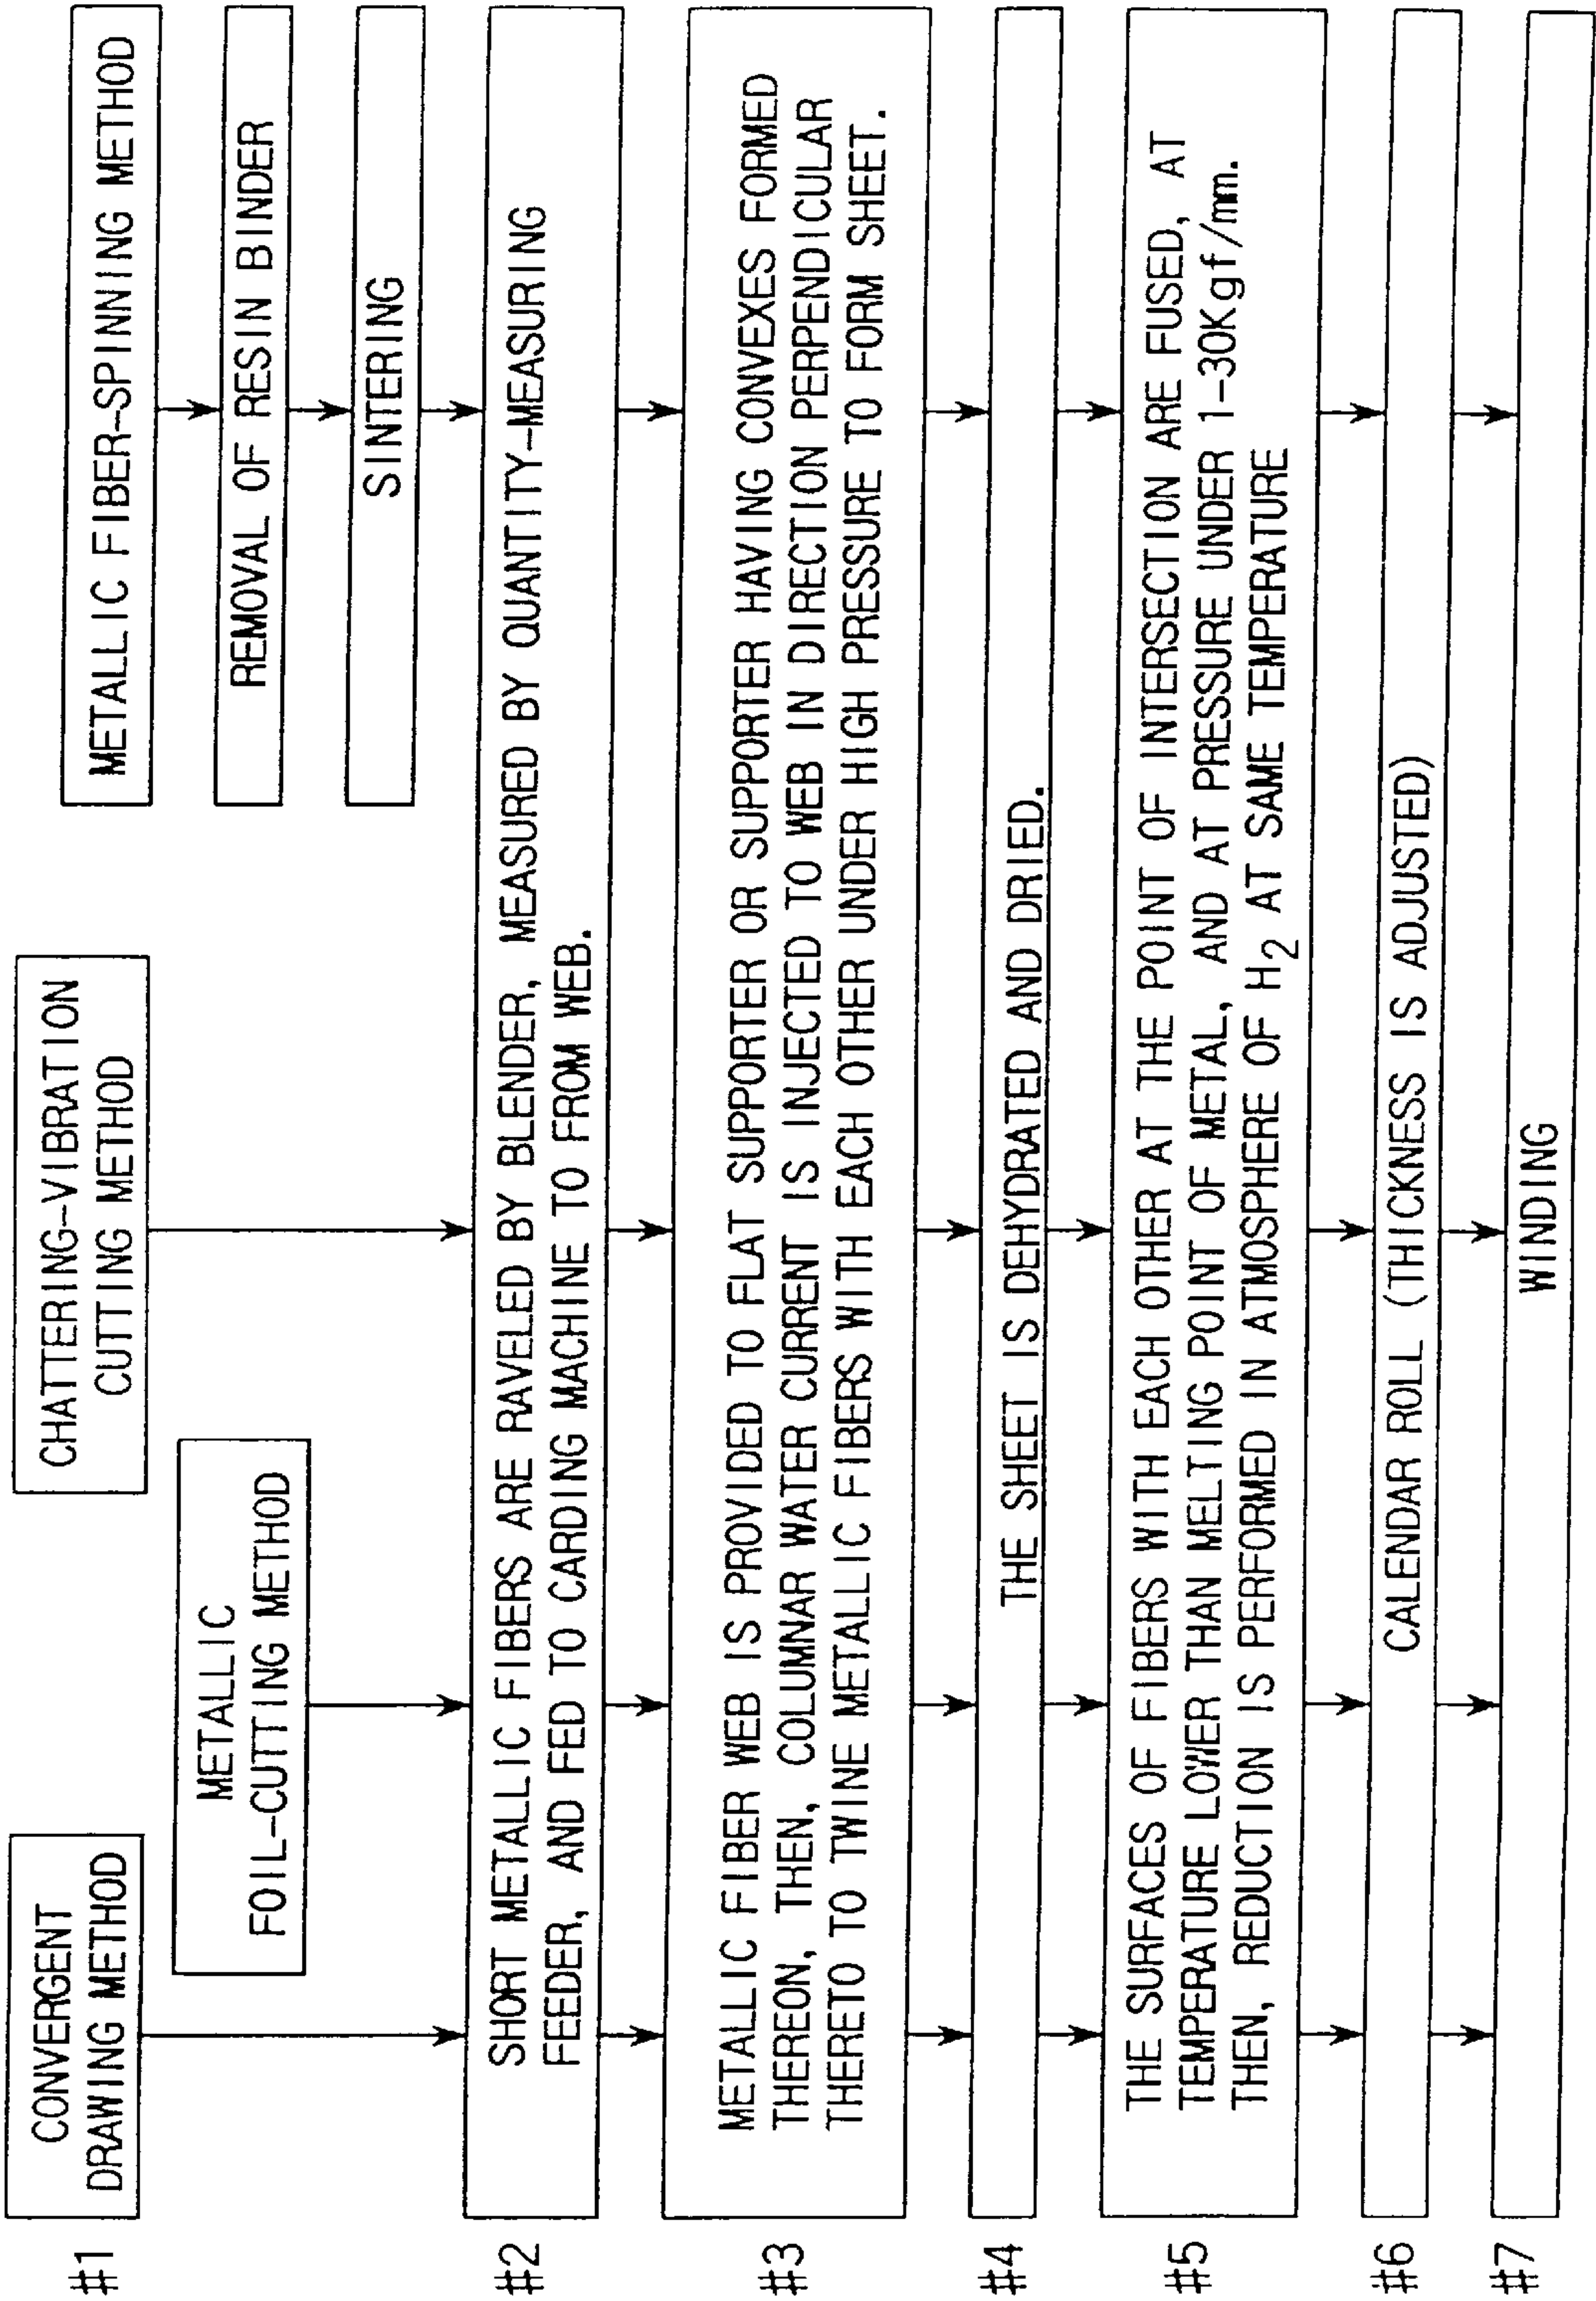 #1
CONVERGENT
DRAWING METHOD
METALLIC
FOIL-CUTTING METHOD
CHATTERING-VIBRATION
CUTTING METHOD
METALLIC FIBER-SPINNING METHOD
REMOVAL OF RESIN BINDER
SINTERING
#2
SHORT METALLIC FIBERS ARE RAVELED BY BLENDER, MEASURED BY QUANTITY-MEASURING
FEEDER, AND FED TO CARDING MACHINE TO FROM WEB.
#3
METALLIC FIBER WEB IS PROVIDED TO FLAT SUPPORTER OR SUPPORTER HAVING CONVEXES FORMED
THEREON, THEN, COLUMNAR WATER CURRENT IS INJECTED TO WEB IN DIRECTION PERPENDICULAR
THERETO TO TWINE METALLIC FIBERS WITH EACH OTHER UNDER HIGH PRESSURE TO FORM SHEET.
#4
THE SHEET IS DEHYDRATED AND DRIED.
#5
THE SURFACES OF FIBERS WITH EACH OTHER AT THE POINT OF INTERSECTION ARE FUSED, AT
TEMPERATURE LOWER THAN MELTING POINT OF METAL, AND AT PRESSURE UNDER 1-30Kgf/mm.
THEN, REDUCTION IS PERFORMED IN ATMOSPHERE OF H2 AT SAME TEMPERATURE
#6
CALENDAR ROLL (THICKNESS IS ADJUSTED)
#7
WINDING